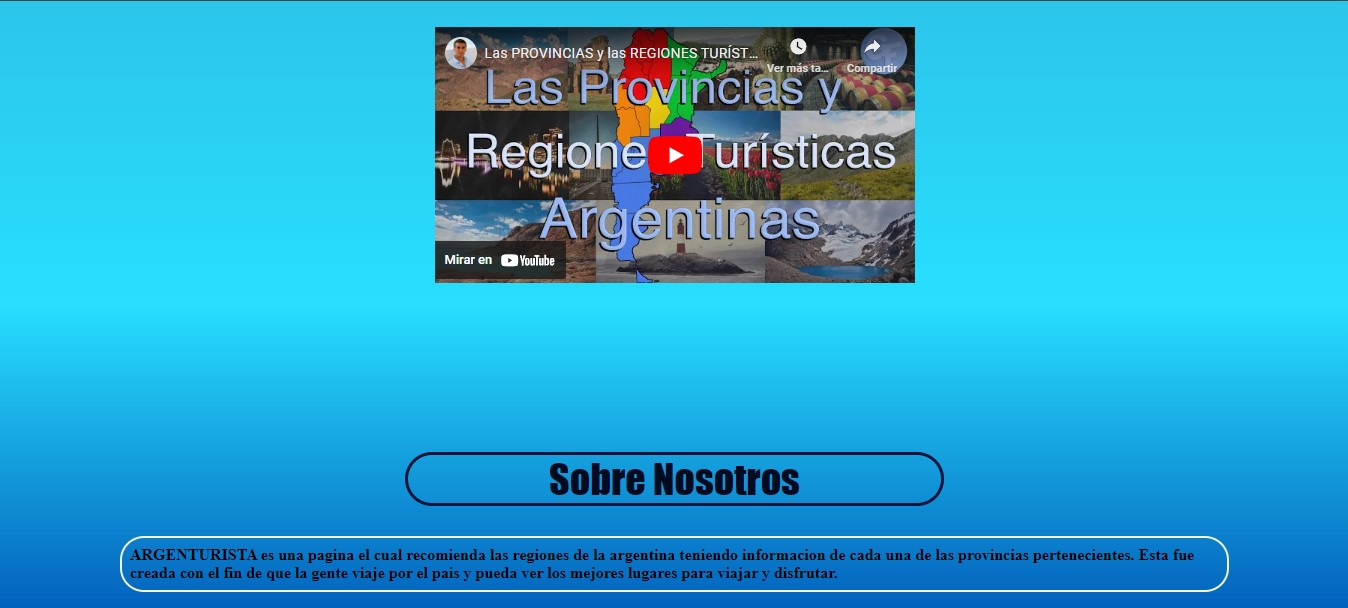 Las PROVINCIAS y las REGIONES TURÍST...
Ver más ta...
Compartir
Las Provincias y
Regiones Turísticas
Argentinas
Mirar en YouTube
Sobre Nosotros
ARGENTURISTA es una pagina el cual recomienda las regiones de la argentina teniendo informacion de cada una de las provincias pertenecientes. Esta fue
creada con el fin de que la gente viaje por el pais y pueda ver los mejores lugares para viajar y disfrutar.